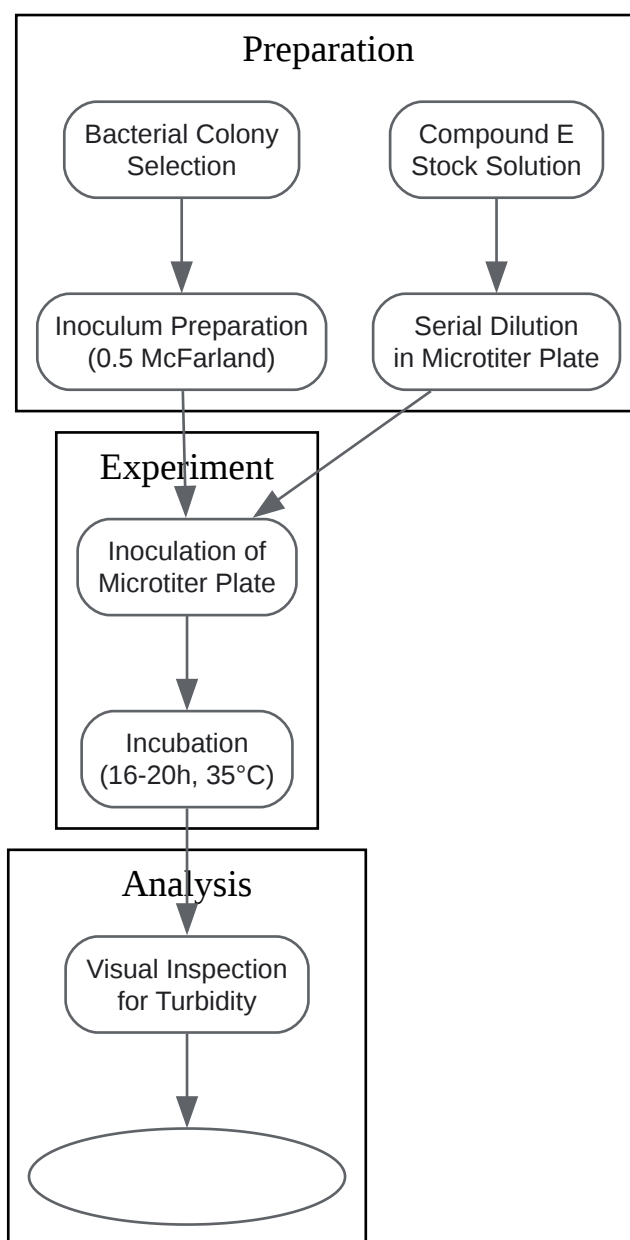 Preparation
Bacterial Colony
Selection
Compound E
Stock Solution
Inoculum Preparation
(0.5 McFarland)
Serial Dilution
in Microtiter Plate
Experiment
Inoculation of
Microtiter Plate
Incubation
(16-20h, 35°C)
Analysis
Visual Inspection
for Turbidity